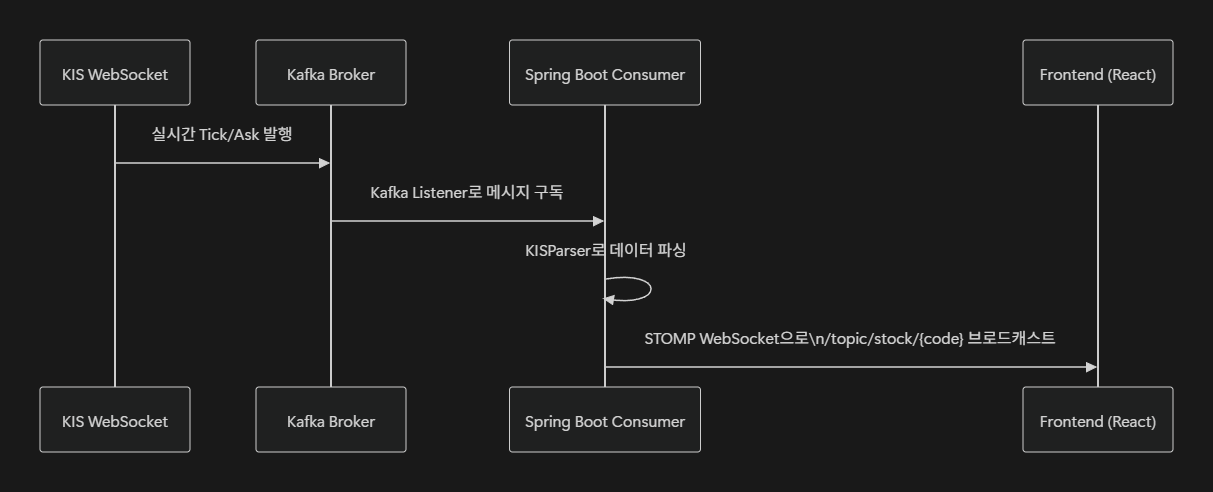 KIS WebSocket
Kafka Broker
Spring Boot Consumer
Frontend (React)
실시간 Tick/Ask 발행
Kafka Listener로 메시지 구독
KISParser로 데이터 파싱
STOMP WebSocket으로\n/topic/stock/{code} 브로드캐스트
KIS WebSocket
Kafka Broker
Spring Boot Consumer
Frontend (React)